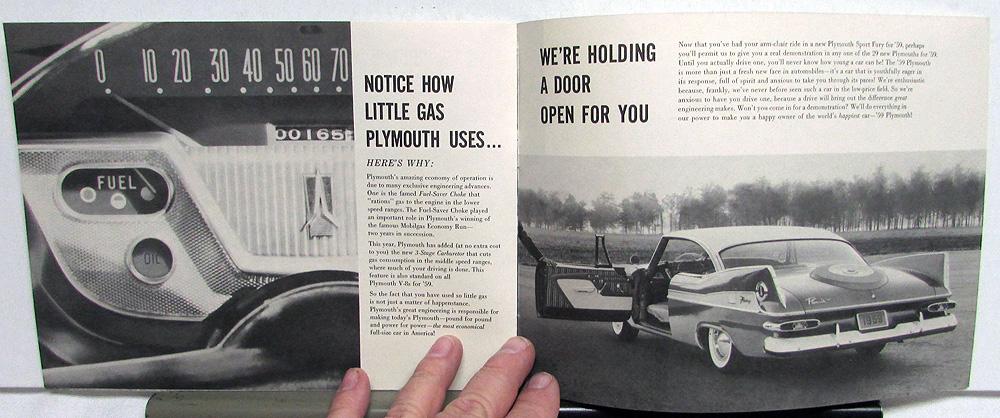 0 10 20 30 40 50 60 70
00165
FUEL
OIL
NOTICE HOW
LITTLE GAS
PLYMOUTH USES...
HERE'S WHY:
Plymouth's amazing economy of operation is
due to many exclusive engineering advances.
One is the famed Fuel-Saver Choke that
"rations" gas to the engine in the lower
speed ranges. The Fuel-Saver Choke played
an important role in Plymouth's winning of
the famous Mobilgas Economy Run—
two years in succession.
This year, Plymouth has added (at no extra cost
to you) the new 3-Stage Carburetor that cuts
gas consumption in the middle speed ranges,
where much of your driving is done. This
feature is also standard on all
Plymouth V-8s for '59.
So the fact that you have used so little gas
is not just a matter of happenstance.
Plymouth's great engineering is responsible for
making today's Plymouth—pound for pound
and power for power—the most economical
full-size car in America!
WE'RE HOLDING
A DOOR
OPEN FOR YOU
Now that you've had your arm-chair ride in a new Plymouth Sport Fury for '59, perhaps
you'll permit us to give you a real demonstration in any one of the 29 new Plymouths for '59.
Until you actually drive one, you'll never know how young a car can be! The '59 Plymouth
is more than just a fresh new face in automobiles—it's a car that is youthfully eager in
its response, full of spirit and anxious to take you through its paces! We're enthusiastic
because, frankly, we've never before seen such a car in the low-price field. So we're
anxious to have you drive one, because a drive will bring out the difference great
engineering makes. Won't you come in for a demonstration? We'll do everything in
our power to make you a happy owner of the world's happiest car—'59 Plymouth!
Fury
1959